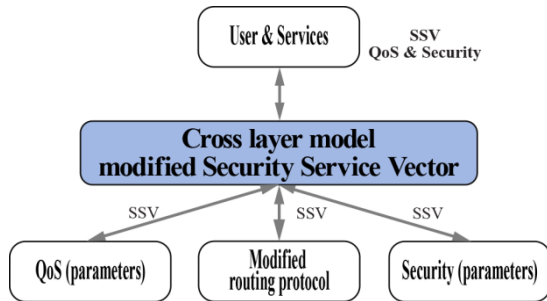 User & Services
SSV
QoS & Security
Cross layer model
modified Security Service Vector
SSV
SSV
SSV
QoS (parameters)
Modified
routing protocol
Security (parameters)